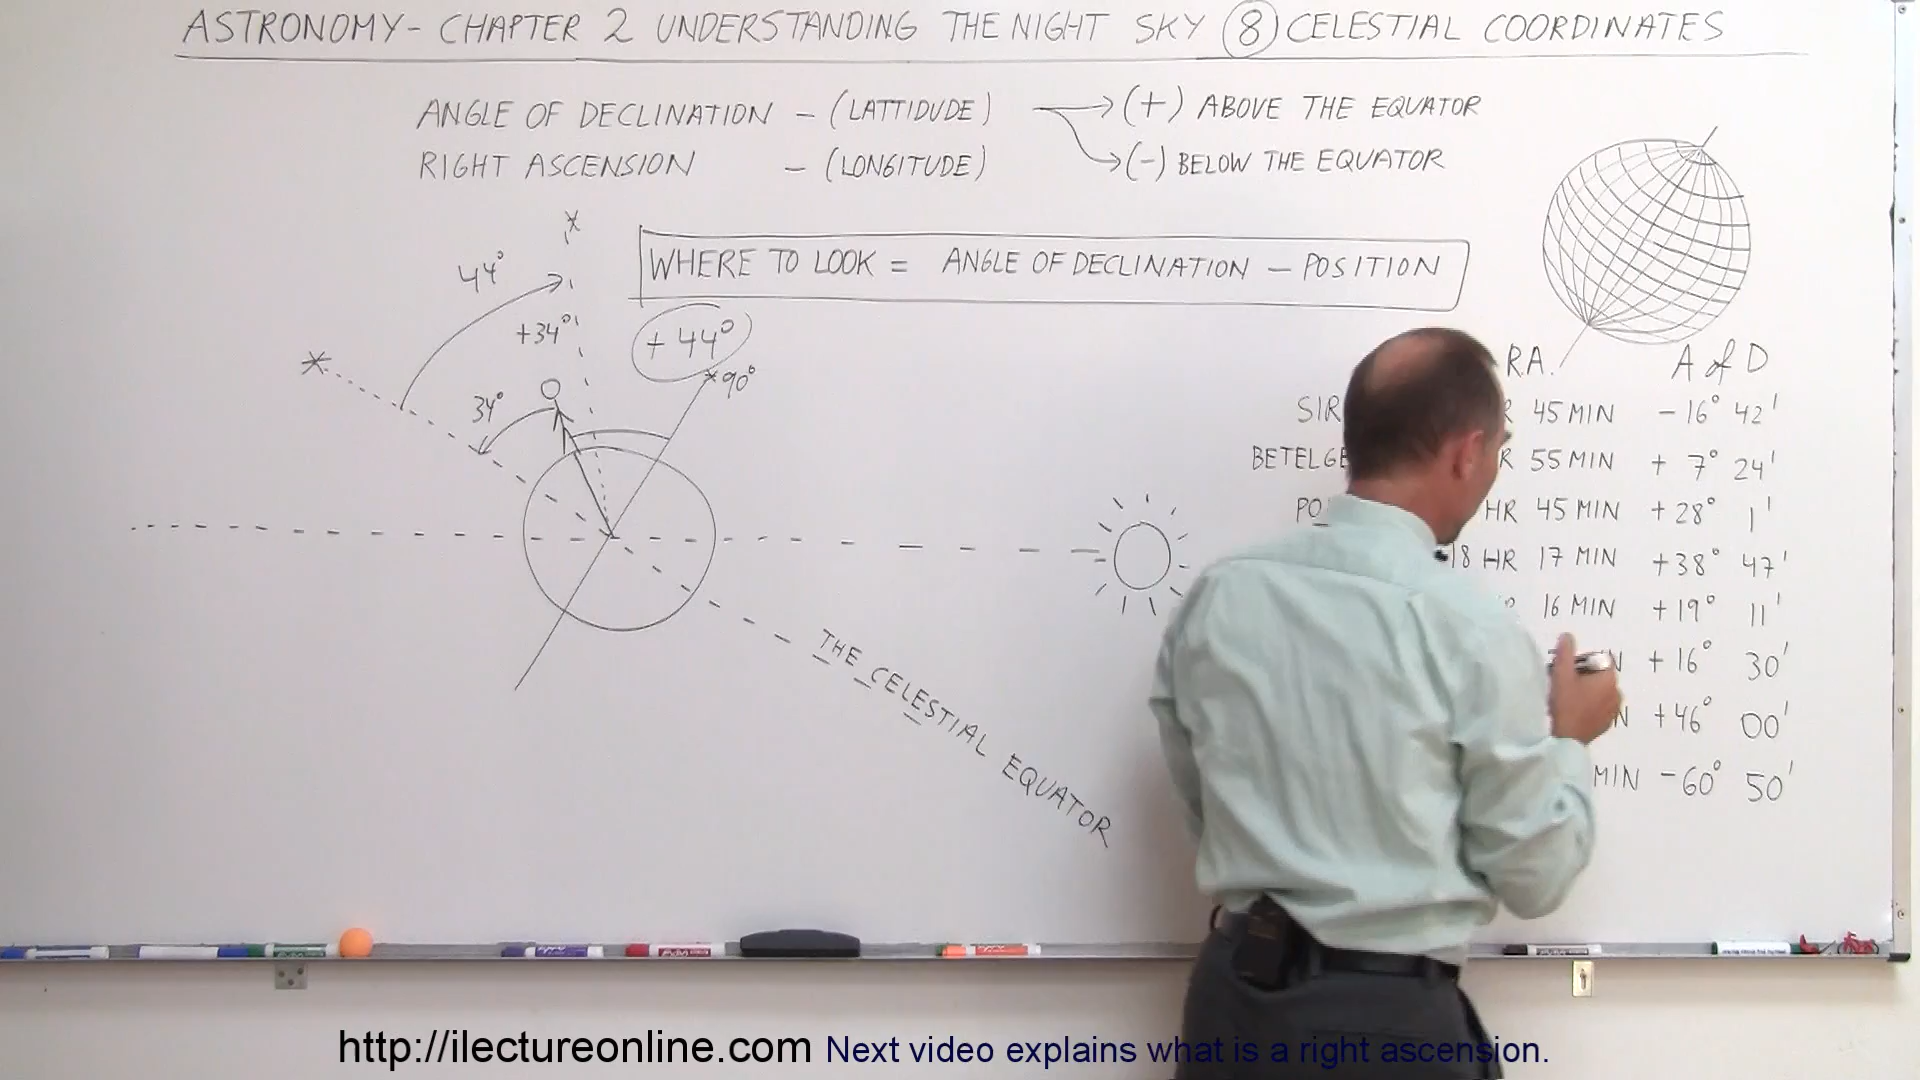 ASTRONOMY - CHAPTER 2 UNDERSTANDING THE NIGHT SKY 8 CELESTIAL COORDINATES
ANGLE OF DECLINATION - (LATTIDUDE) (+) ABOVE THE EQUATOR
RIGHT ASCENSION - (LONGITUDE) (-) BELOW THE EQUATOR
WHERE TO LOOK = ANGLE OF DECLINATION - POSITION
44°
+34°
+44°
90°
34°
THE CELESTIAL EQUATOR
R.A. A of D
SIR 45 MIN -16° 42'
BETELGE R 55 MIN + 7° 24'
PO HR 45 MIN +28° 1'
18 HR 17 MIN +38° 47'
16 MIN +19° 11'
+16° 30'
N +46° 00'
MIN -60° 50'
http://ilectureonline.com Next video explains what is a right ascension.